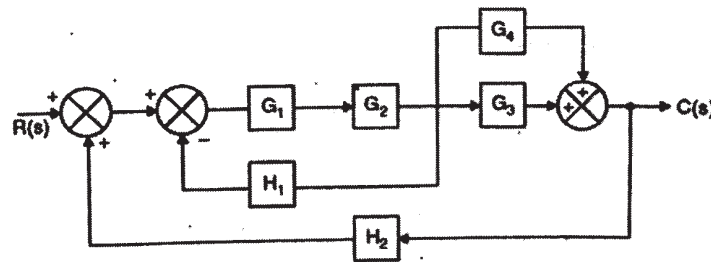 G4
+
+ + G1 G2 + G3 C(s)
R(s) + −
H1
H2